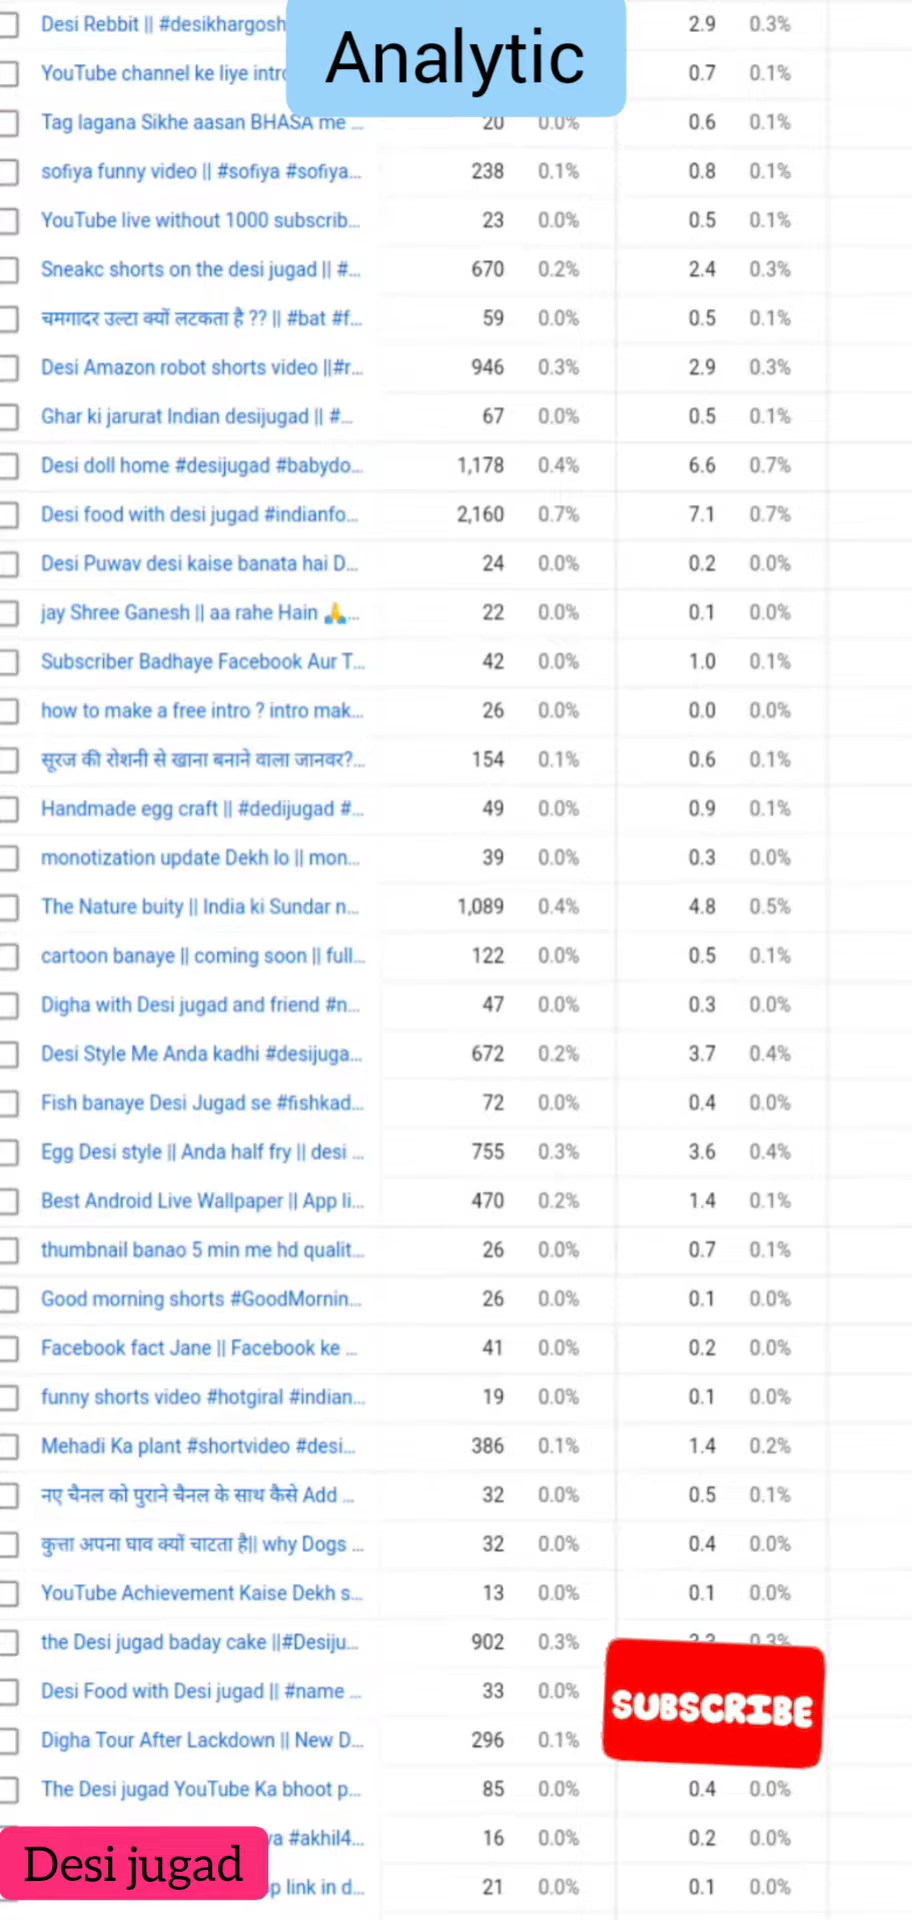 Analytic
Desi Rebbit || #desikhargosh 2.9 0.3%
YouTube channel ke liye intro 0.7 0.1%
Tag lagana Sikhe aasan BHASA me ... 20 0.0% 0.6 0.1%
sofiya funny video || #sofiya #sofiya... 238 0.1% 0.8 0.1%
YouTube live without 1000 subscrib... 23 0.0% 0.5 0.1%
Sneakc shorts on the desi jugad || #... 670 0.2% 2.4 0.3%
चमगादर उल्टा क्यों लटकता है ?? || #bat #f... 59 0.0% 0.5 0.1%
Desi Amazon robot shorts video ||#r... 946 0.3% 2.9 0.3%
Ghar ki jarurat Indian desijugad || #... 67 0.0% 0.5 0.1%
Desi doll home #desijugad #babydo... 1,178 0.4% 6.6 0.7%
Desi food with desi jugad #indianfo... 2,160 0.7% 7.1 0.7%
Desi Puwav desi kaise banata hai D... 24 0.0% 0.2 0.0%
jay Shree Ganesh || aa rahe Hain 🙏... 22 0.0% 0.1 0.0%
Subscriber Badhaye Facebook Aur T... 42 0.0% 1.0 0.1%
how to make a free intro ? intro mak... 26 0.0% 0.0 0.0%
सूरज की रोशनी से खाना बनाने वाला जानवर?... 154 0.1% 0.6 0.1%
Handmade egg craft || #dedijugad #... 49 0.0% 0.9 0.1%
monotization update Dekh lo || mon... 39 0.0% 0.3 0.0%
The Nature buity || India ki Sundar n... 1,089 0.4% 4.8 0.5%
cartoon banaye || coming soon || full... 122 0.0% 0.5 0.1%
Digha with Desi jugad and friend #n... 47 0.0% 0.3 0.0%
Desi Style Me Anda kadhi #desijuga... 672 0.2% 3.7 0.4%
Fish banaye Desi Jugad se #fishkad... 72 0.0% 0.4 0.0%
Egg Desi style || Anda half fry || desi ... 755 0.3% 3.6 0.4%
Best Android Live Wallpaper || App li... 470 0.2% 1.4 0.1%
thumbnail banao 5 min me hd qualit... 26 0.0% 0.7 0.1%
Good morning shorts #GoodMornin... 26 0.0% 0.1 0.0%
Facebook fact Jane || Facebook ke ... 41 0.0% 0.2 0.0%
funny shorts video #hotgiral #indian... 19 0.0% 0.1 0.0%
Mehadi Ka plant #shortvideo #desi... 386 0.1% 1.4 0.2%
नए चैनल को पुराने चैनल के साथ कैसे Add ... 32 0.0% 0.5 0.1%
कुत्ता अपना घाव क्यों चाटता है|| why Dogs ... 32 0.0% 0.4 0.0%
YouTube Achievement Kaise Dekh s... 13 0.0% 0.1 0.0%
the Desi jugad baday cake ||#Desiju... 902 0.3% 0.3%
Desi Food with Desi jugad || #name ... 33 0.0%
SUBSCRIBE
Digha Tour After Lackdown || New D... 296 0.1%
The Desi jugad YouTube Ka bhoot p... 85 0.0% 0.4 0.0%
ya #akhil4... 16 0.0% 0.2 0.0%
Desi jugad
p link in d... 21 0.0% 0.1 0.0%